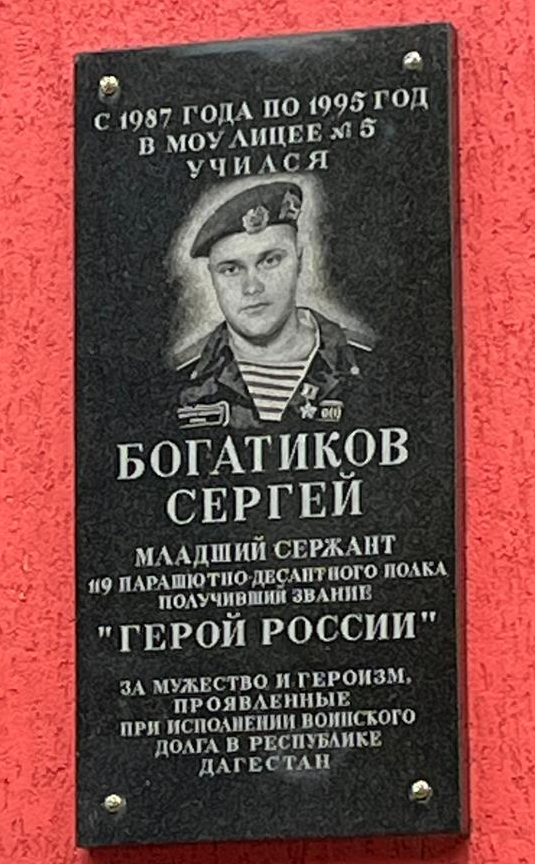 С 1987 ГОДА ПО 1995 ГОД
В МОУ ЛИЦЕЕ № 5
УЧИЛСЯ
БОГАТИКОВ
СЕРГЕЙ
МЛАДШИЙ СЕРЖАНТ
119 ПАРАШЮТНО-ДЕСАНТНОГО ПОЛКА
ПОЛУЧИВШИЙ ЗВАНИЕ
"ГЕРОЙ РОССИИ"
ЗА МУЖЕСТВО И ГЕРОИЗМ,
ПРОЯВЛЕННЫЕ
ПРИ ИСПОЛНЕНИИ ВОИНСКОГО
ДОЛГА В РЕСПУБЛИКЕ
ДАГЕСТАН